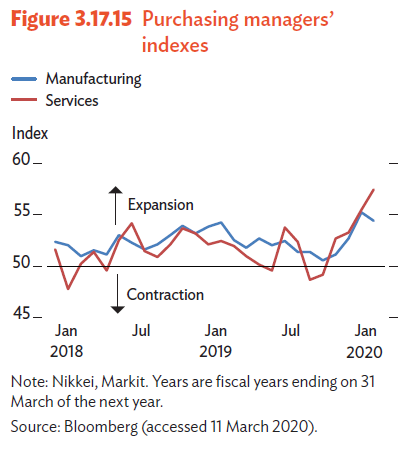 Figure 3.17.15 Purchasing managers'
indexes
Manufacturing
Services
Index
60
55
Expansion
50
Contraction
45
Jan Jul Jan Jul Jan
2018 2019 2020
Note: Nikkei, Markit. Years are fiscal years ending on 31
March of the next year.
Source: Bloomberg (accessed 11 March 2020).